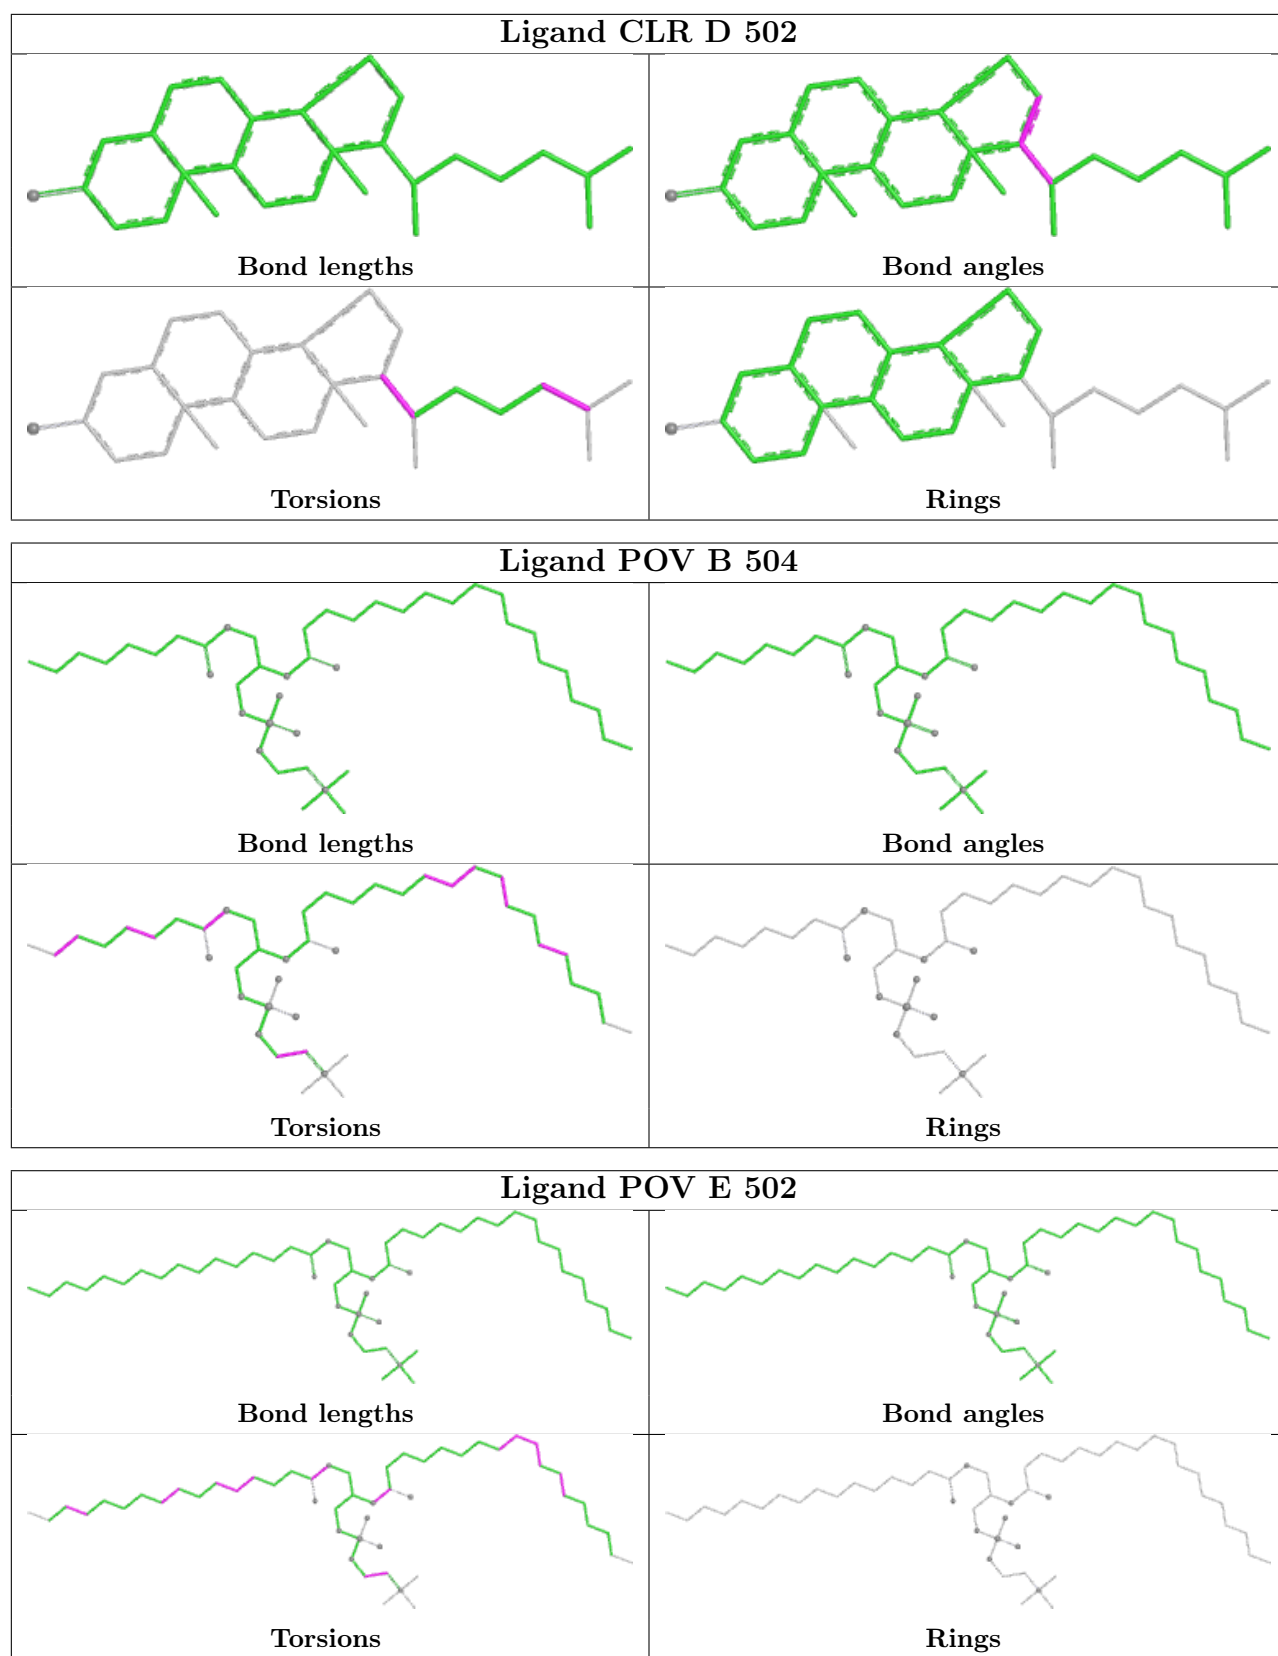 Ligand CLR D 502
Bond lengths
Bond angles
Torsions
Rings
Ligand POV B 504
Bond lengths
Bond angles
Torsions
Rings
Ligand POV E 502
Bond lengths
Bond angles
Torsions
Rings